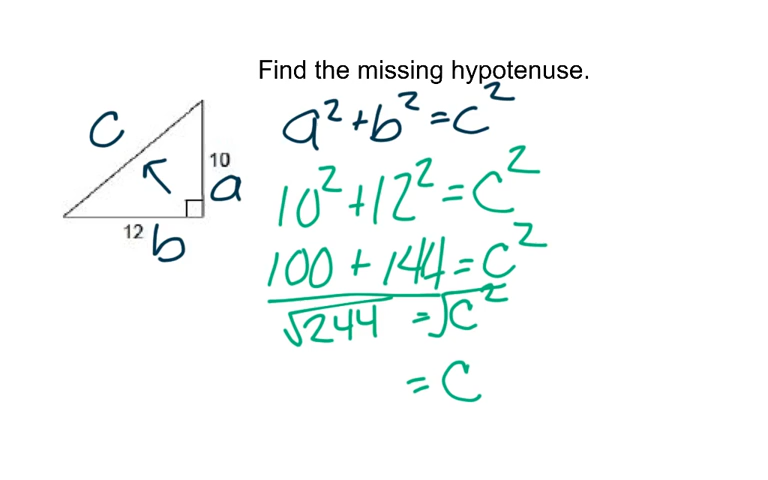 Find the missing hypotenuse.
c
10
a
12
b
a²+b²=c²
10²+12²=c²
100+144=c²
√244=√c²
=c